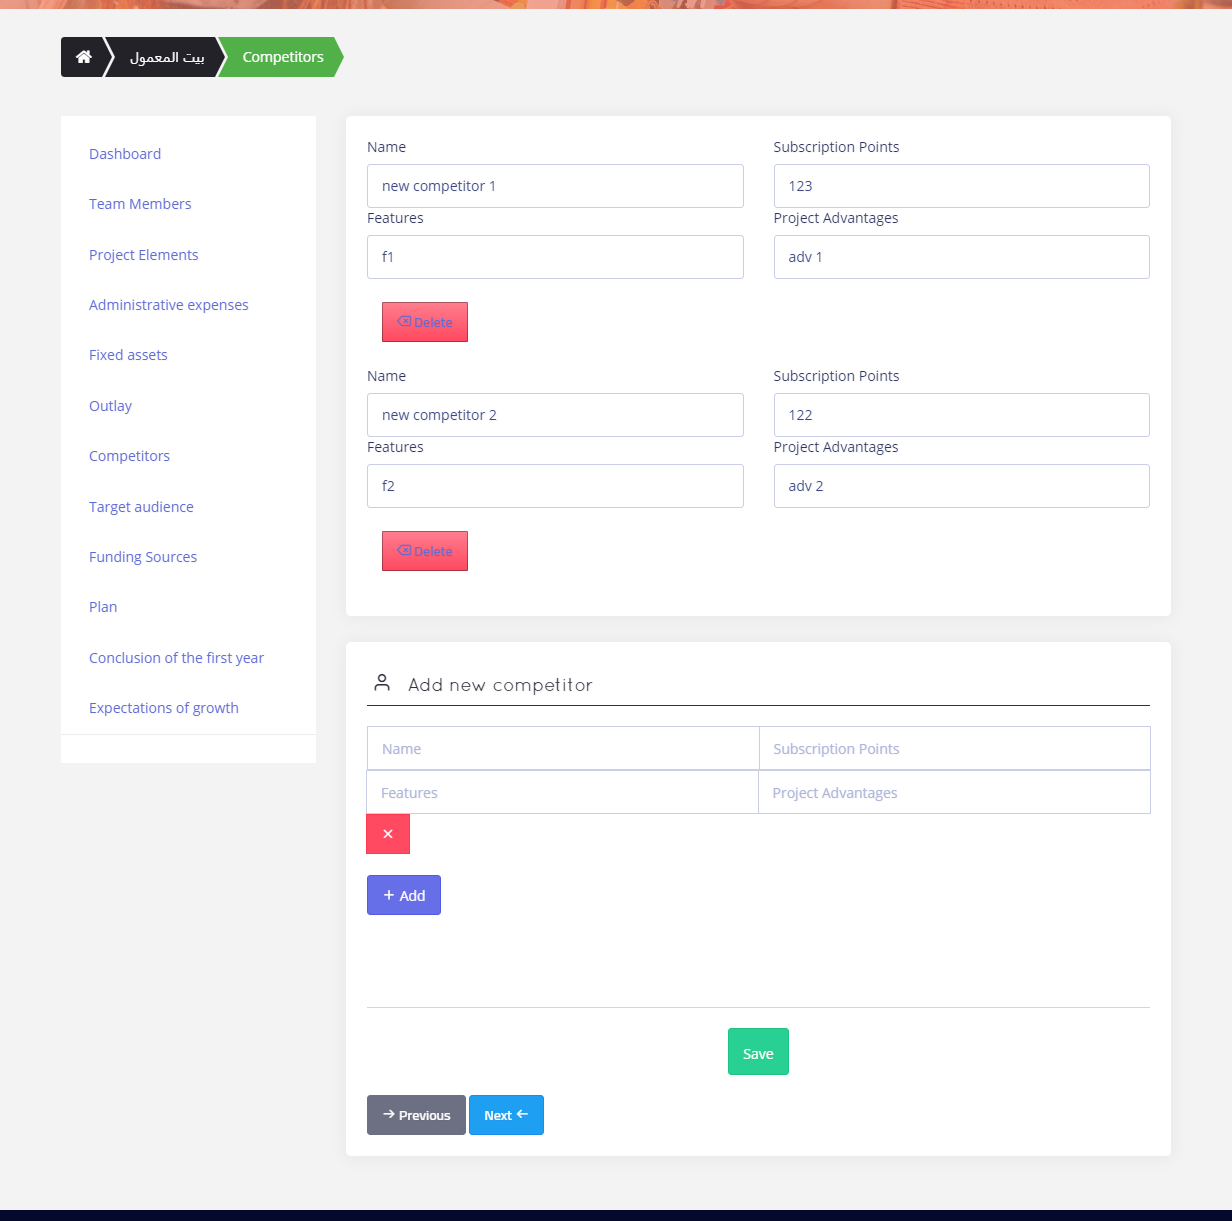 بيت المعمول
Competitors
Dashboard
Team Members
Project Elements
Administrative expenses
Fixed assets
Outlay
Competitors
Target audience
Funding Sources
Plan
Conclusion of the first year
Expectations of growth
Name
Subscription Points
new competitor 1
123
Features
Project Advantages
f1
adv 1
Delete
Name
Subscription Points
new competitor 2
122
Features
Project Advantages
f2
adv 2
Delete
Add new competitor
Name
Subscription Points
Features
Project Advantages
Add
Save
Previous
Next